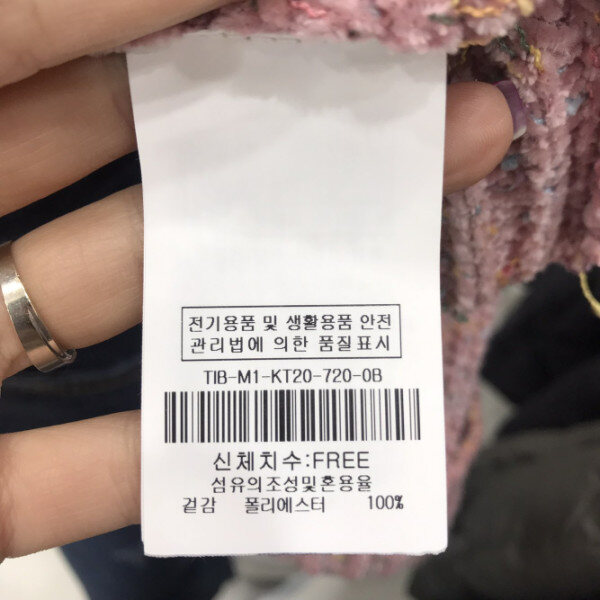 전기용품 및 생활용품 안전
관리법에 의한 품질표시
TIB-M1-KT20-720-0B
신체치수:FREE
섬유의조성및혼용율
겉감 폴리에스터 100%